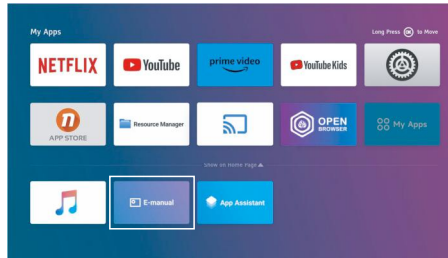 My Apps
Long Press OK to Move
NETFLIX
YouTube
prime video
YouTube Kids
n
APP STORE
Resource Manager
OPEN
BROWSER
My Apps
Show on Home Page
E-manual
App Assistant